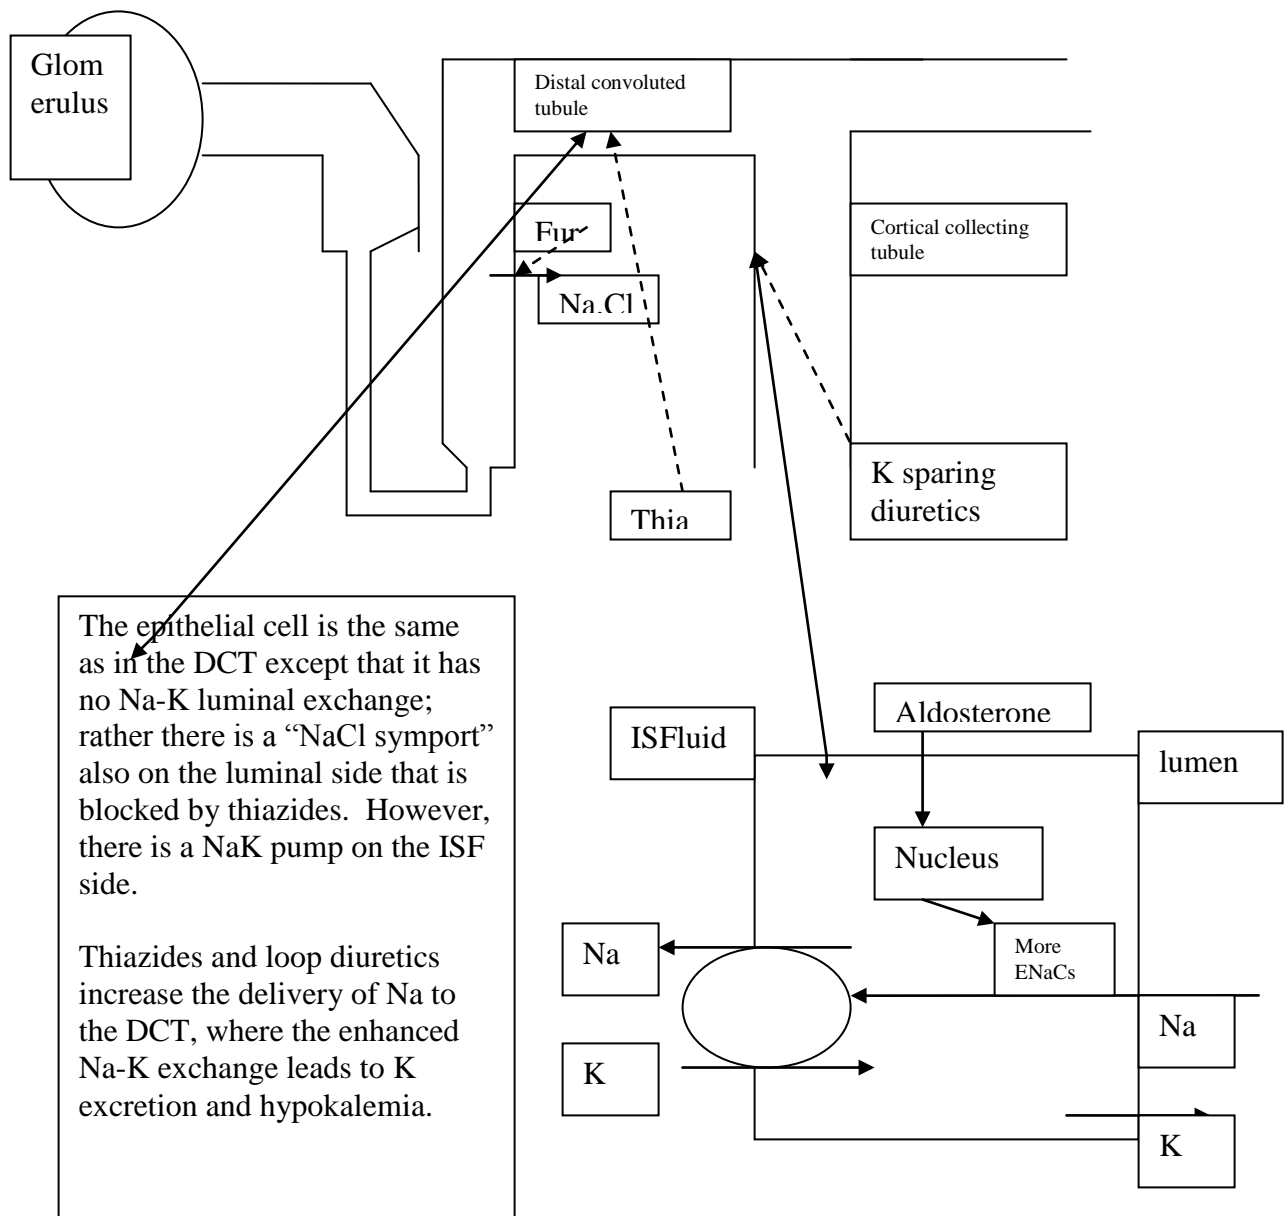 Glom
erulus
Distal convoluted
tubule
Fur
Na,Cl
Cortical collecting
tubule
Thia
K sparing
diuretics
The epithelial cell is the same
as in the DCT except that it has
no Na-K luminal exchange;
rather there is a “NaCl symport”
also on the luminal side that is
blocked by thiazides. However,
there is a NaK pump on the ISF
side.
Thiazides and loop diuretics
increase the delivery of Na to
the DCT, where the enhanced
Na-K exchange leads to K
excretion and hypokalemia.
ISFluid
Aldosterone
lumen
Nucleus
More
ENaCs
Na
Na
K
K